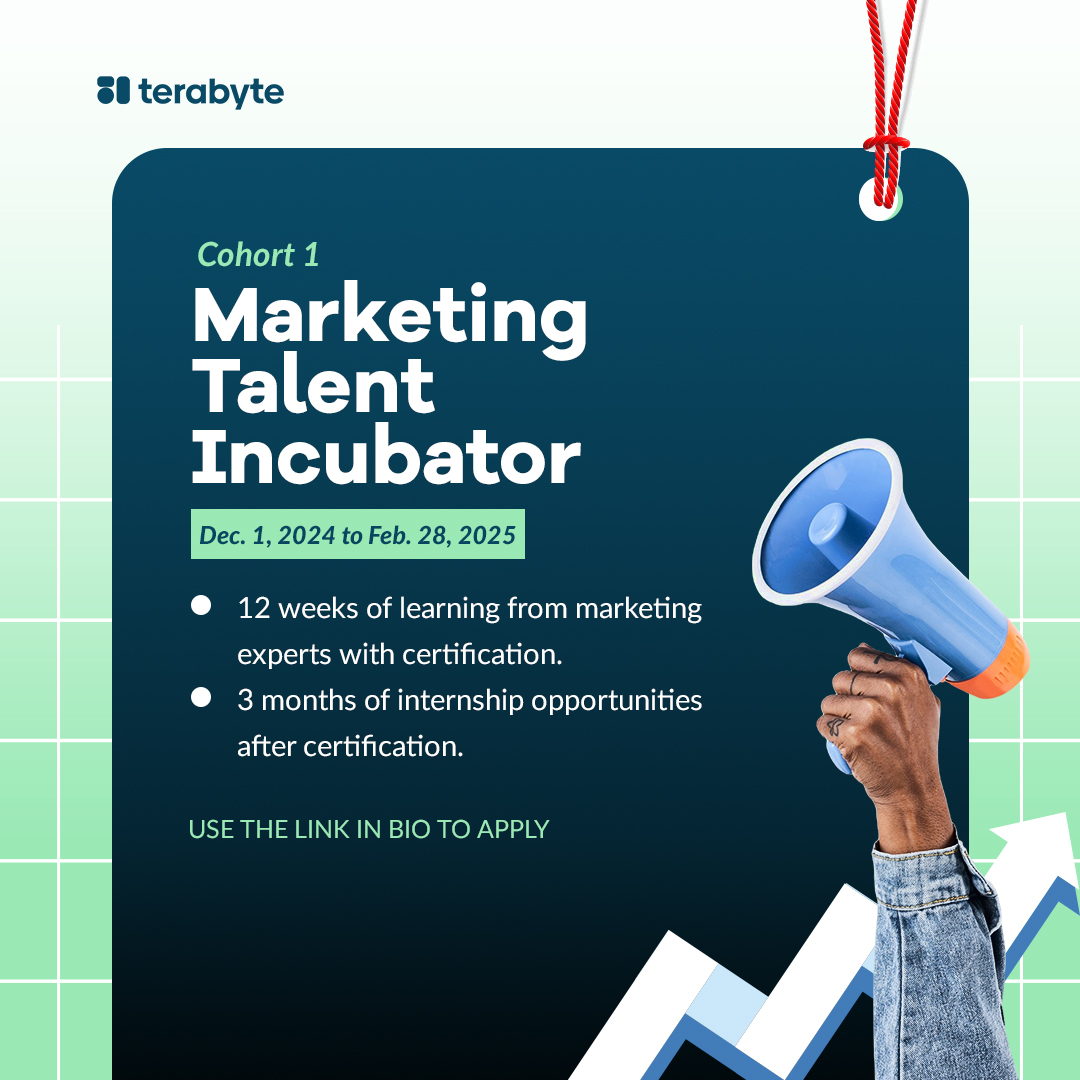 terabyte
Cohort 1
Marketing
Talent
Incubator
Dec. 1, 2024 to Feb. 28, 2025
● 12 weeks of learning from marketing
experts with certification.
● 3 months of internship opportunities
after certification.
USE THE LINK IN BIO TO APPLY